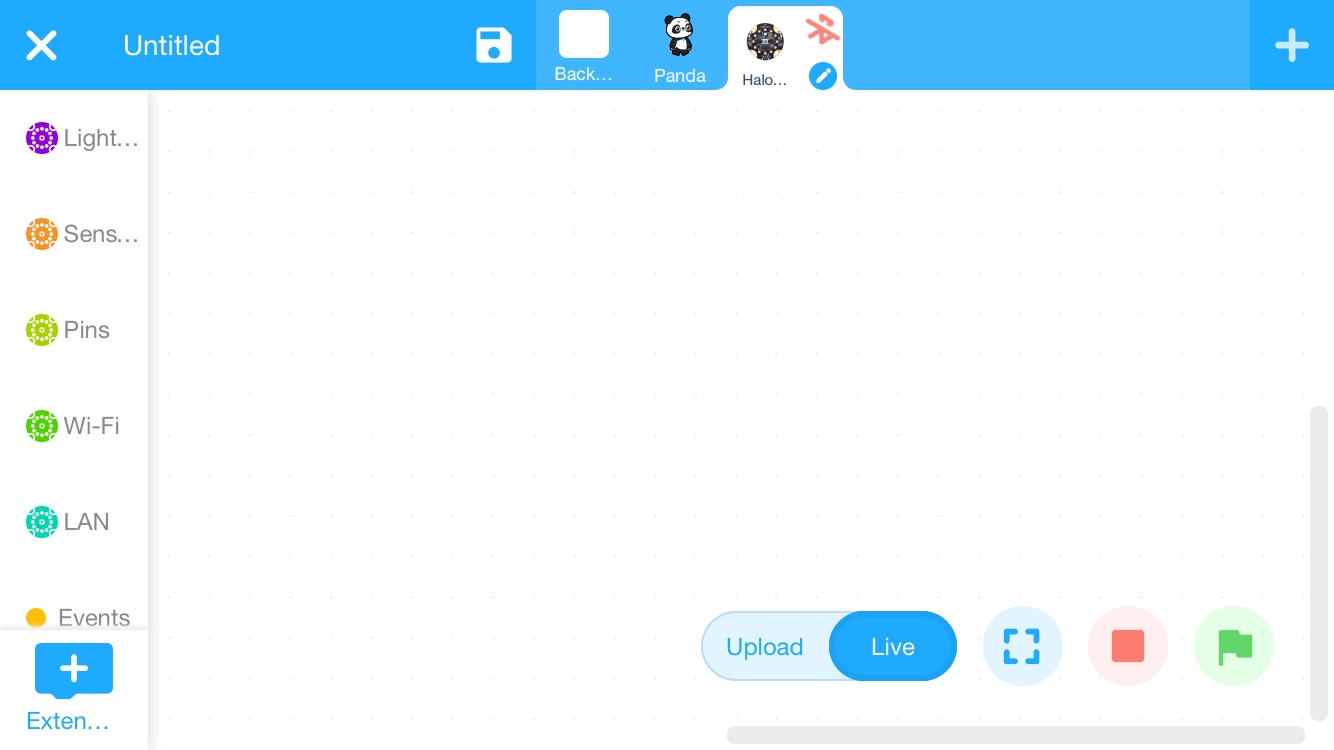 Untitled
Back...
Panda
Halo...
Light...
Sens...
Pins
Wi-Fi
LAN
Events
Upload
Live
Exten...